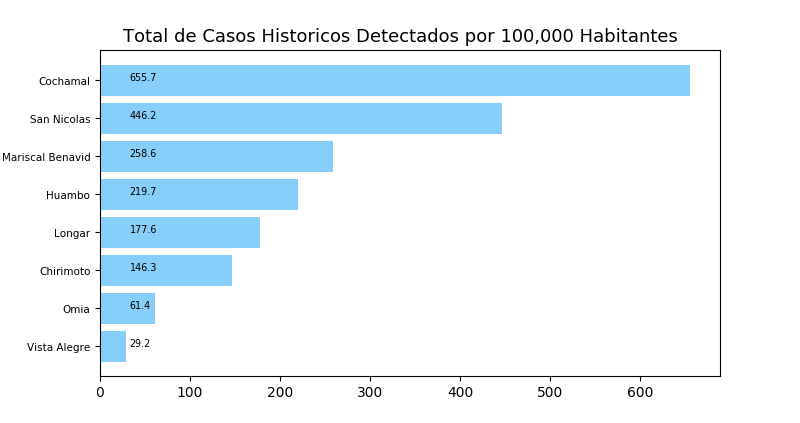 Total de Casos Historicos Detectados por 100,000 Habitantes
Cochamal 655.7
San Nicolas 446.2
Mariscal Benavid 258.6
Huambo 219.7
Longar 177.6
Chirimoto 146.3
Omia 61.4
Vista Alegre 29.2
0 100 200 300 400 500 600